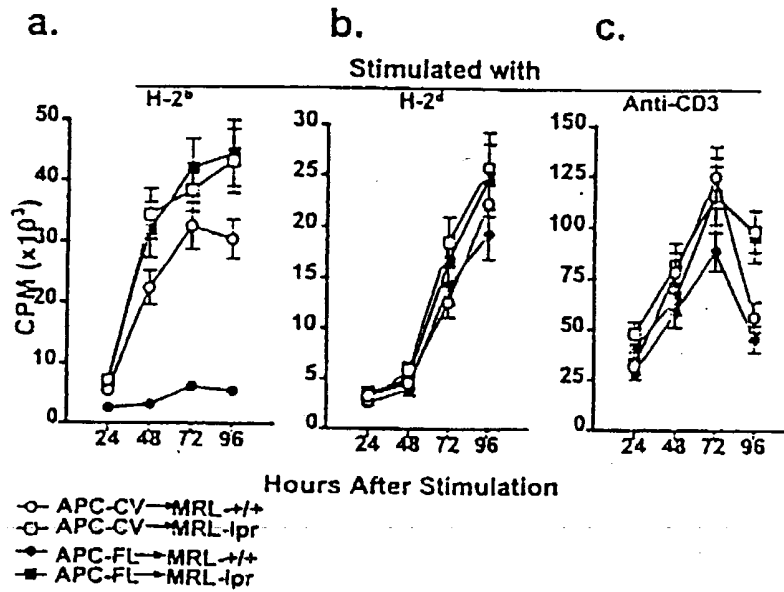 a. b. c.
Stimulated with
H-2ᵇ H-2ᵈ Anti-CD3
50 30 150
40 25 125
30 20 100
20 15 75
10 10 50
5 25
0 0 0
CPM (x10³)
24 48 72 96 24 48 72 96 24 48 72 96
Hours After Stimulation
APC-CV→MRL-+/+
APC-CV→MRL-lpr
APC-FL→MRL-+/+
APC-FL→MRL-lpr